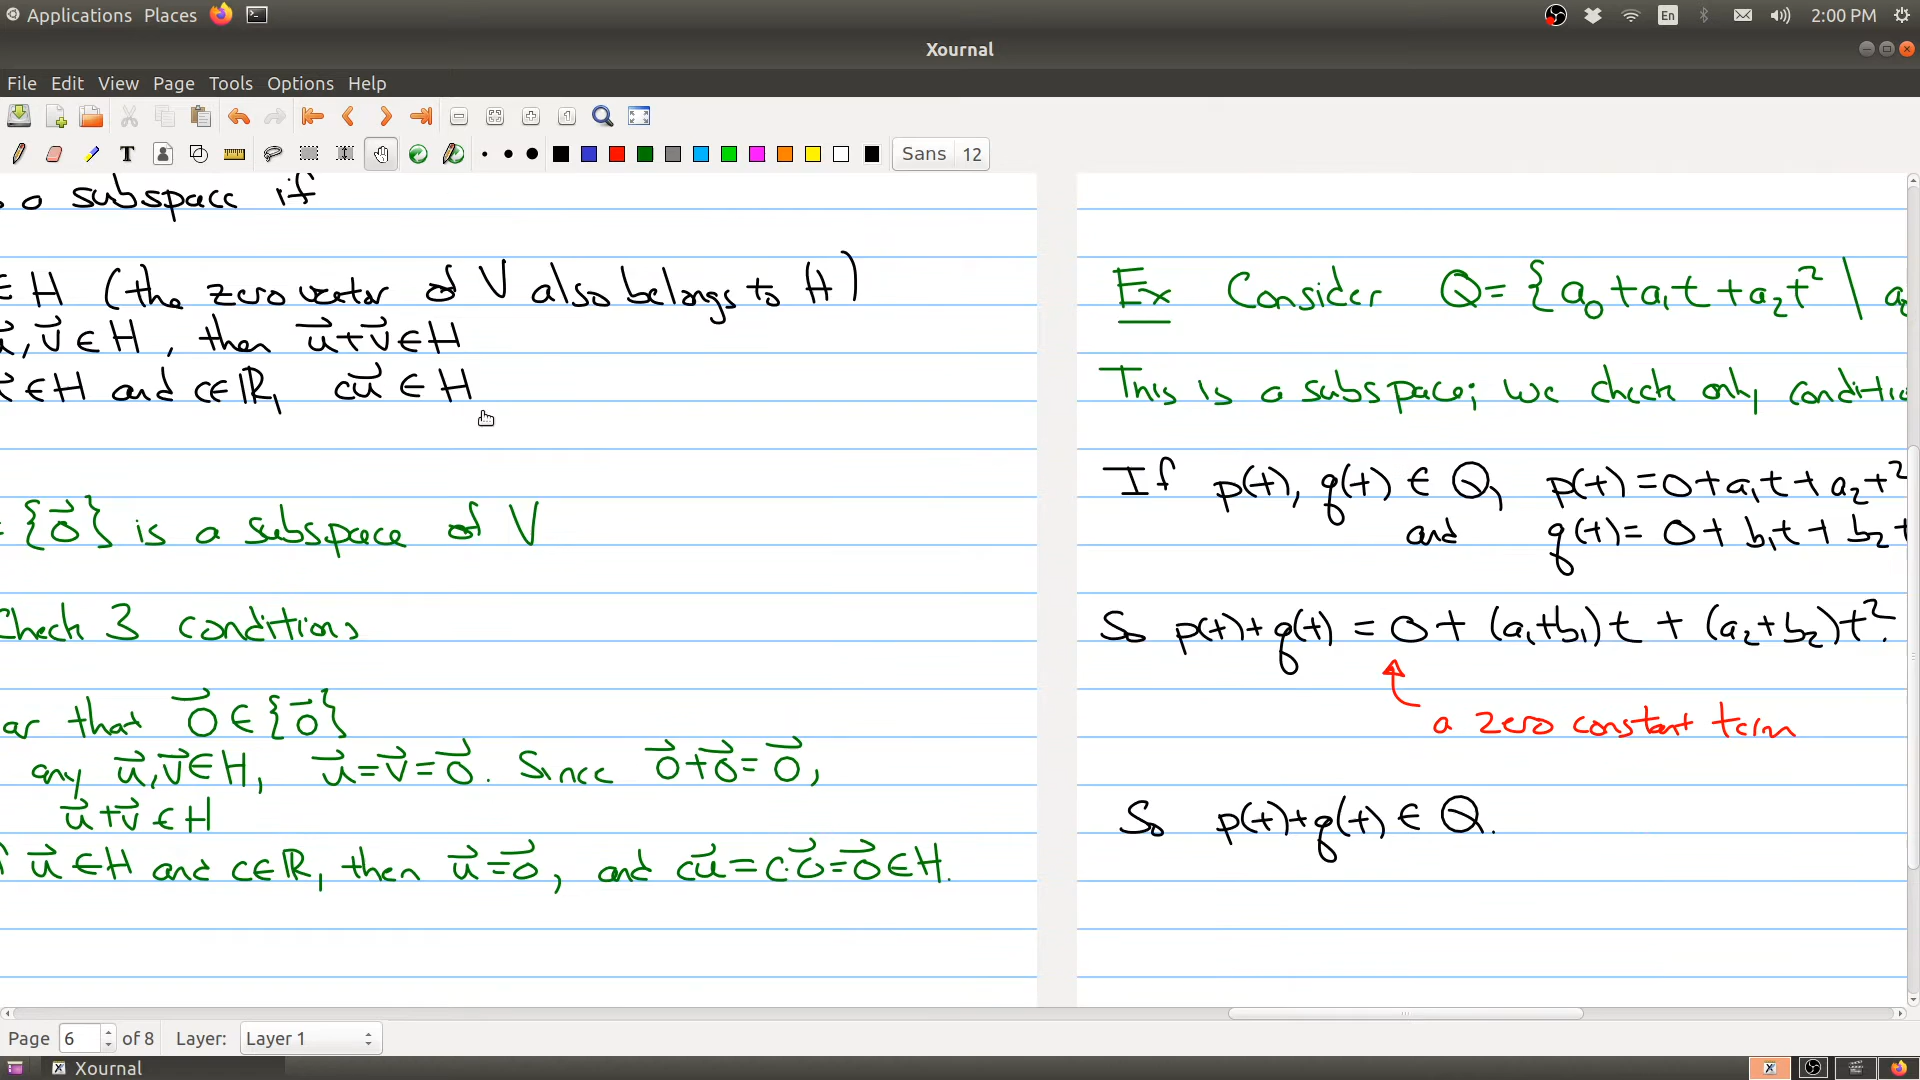 Applications Places En 2:00 PM
Xournal
File Edit View Page Tools Options Help
T Sans 12
o subspace if
∈ H (the zero vector of V also belongs to H)
u⃗, v⃗ ∈ H, then u⃗+v⃗ ∈ H
∈ H and c∈ℝ, cu⃗ ∈ H
{0⃗} is a subspace of V
Check 3 conditions
ar that 0⃗ ∈ {0⃗}
any u⃗,v⃗∈H, u⃗=v⃗=0⃗. Since 0⃗+0⃗=0⃗,
u⃗+v⃗∈H
u⃗∈H and c∈ℝ, then u⃗=0⃗, and cu⃗=c·0⃗=0⃗∈H.
Ex Consider Q={a₀+a₁t+a₂t² | a
This is a subspace; we check only conditio
If p(t), q(t) ∈ Q, p(t)=0+a₁t+a₂t²
and q(t)= 0+ b₁t+ b₂t
So p(t)+q(t) = 0+ (a₁+b₁)t + (a₂+b₂)t².
a zero constant term
So p(t)+q(t) ∈ Q.
Page 6 of 8 Layer: Layer 1
Xournal